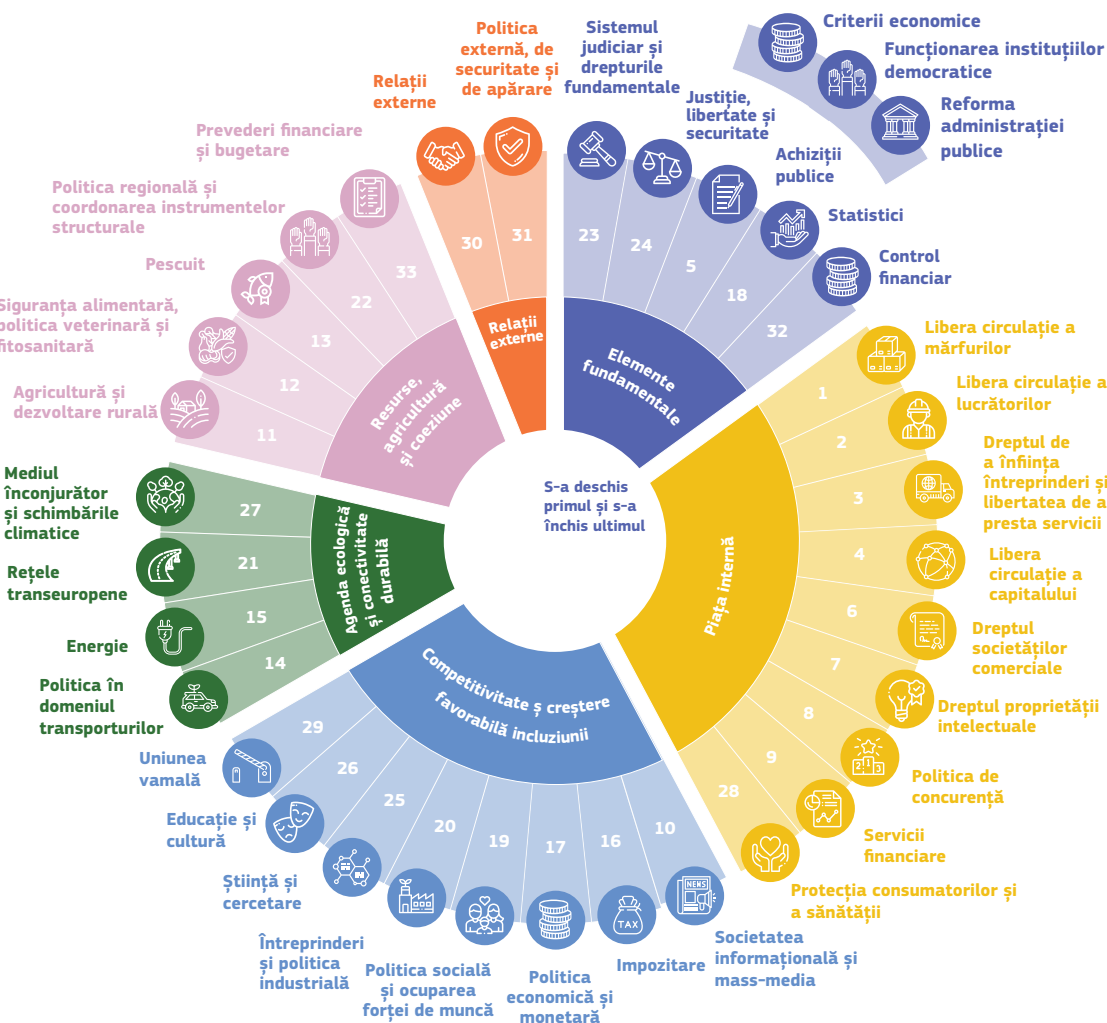 Criterii economice
Funcționarea instituțiilor
democratice
Reforma
administrației
publice
Sistemul
judiciar și
drepturile
fundamentale
23
Justiție,
libertate și
securitate
24
Achiziții
publice
5
Statistici
18
Control
financiar
32
Elemente
fundamentale
S-a deschis
primul și s-a
închis ultimul
Libera circulație a
mărfurilor
1
Libera circulație a
lucrătorilor
2
Dreptul de
a înființa
întreprinderi și
libertatea de a
presta servicii
3
Libera
circulație a
capitalului
4
Dreptul
societăților
comerciale
6
Dreptul proprietății
intelectuale
7
Politica de
concurență
8
2 1 3
Servicii
financiare
9
Protecția consumatorilor și
a sănătății
28
Piața internă
Societatea
informațională și
mass-media
10
NEWS
Impozitare
16
TAX
Politica
economică și
monetară
17
Politica socială
și ocuparea
forței de muncă
19
Întreprinderi
și politica
industrială
20
Știință și
cercetare
25
Educație și
cultură
26
Uniunea
vamală
29
Competitivitate ș creștere
favorabilă incluziunii
Politica în
domeniul
transporturilor
14
Energie
15
Rețele
transeuropene
21
Mediul
înconjurător
și schimbările
climatice
27
Agenda ecologică
și conectivitate
durabilă
Agricultură și
dezvoltare rurală
11
Siguranța alimentară,
politica veterinară și
fitosanitară
12
Pescuit
13
Politica regională și
coordonarea instrumentelor
structurale
22
Prevederi financiare
și bugetare
33
Resurse,
agricultură
și coeziune
Relații
externe
30
Politica
externă, de
securitate și
de apărare
31
Relații
externe